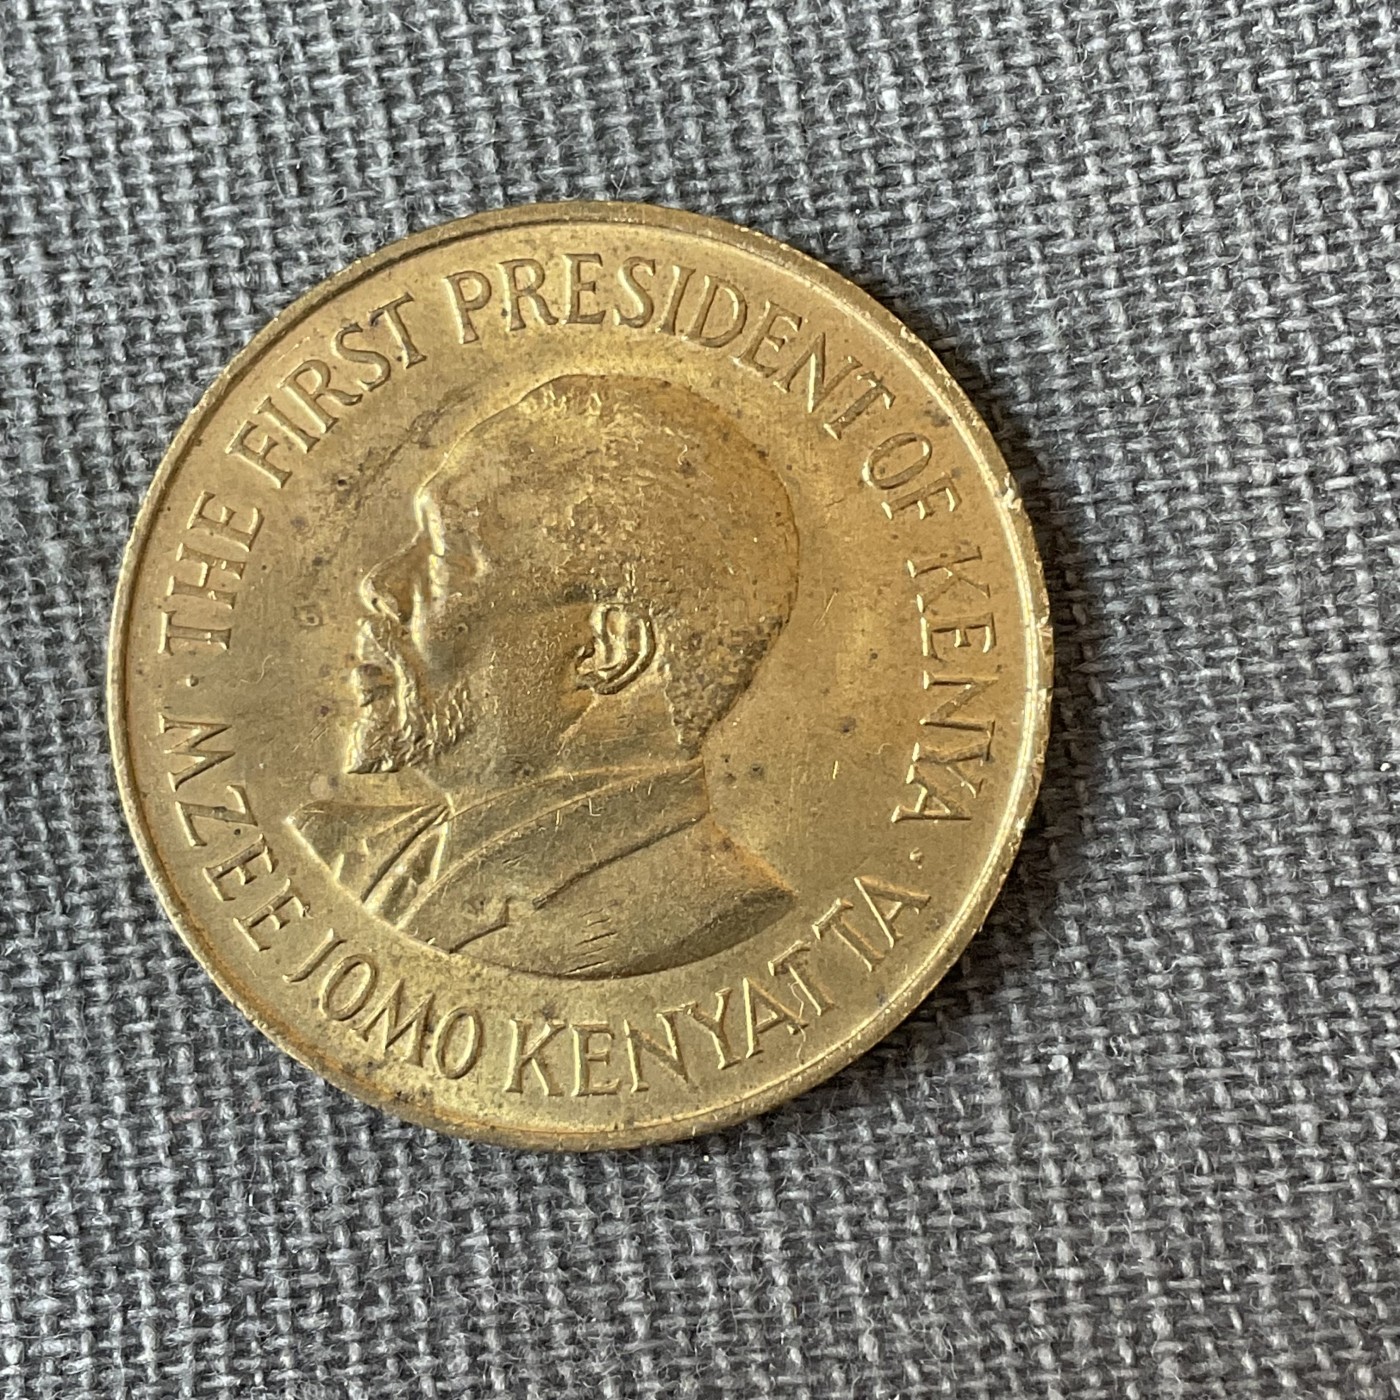 THE FIRST PRESIDENT OF KENYA ·
MZEE JOMO KENYATTA ·